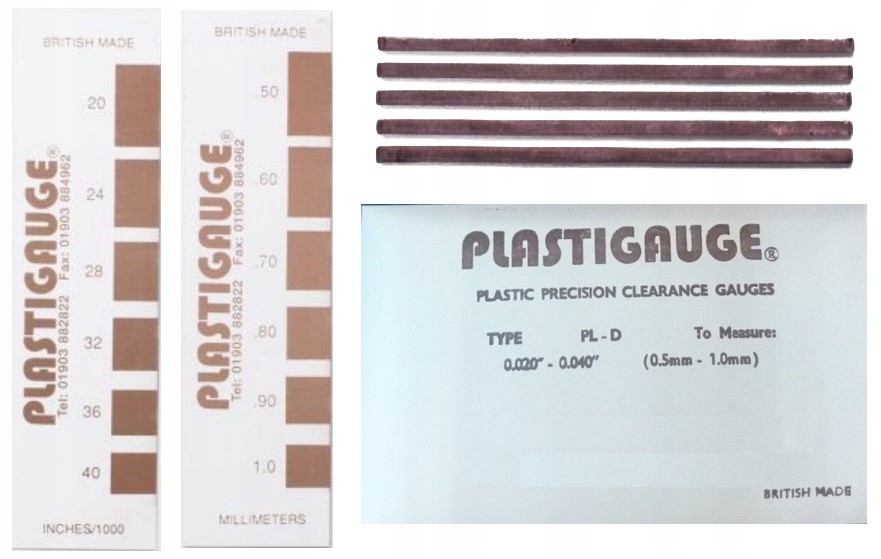 BRITISH MADE
20
24
28
32
36
40
PLASTIGAUGE®
Tel: 01903 882822 Fax: 01903 884962
INCHES/1000
BRITISH MADE
.50
.60
.70
.80
.90
1.0
PLASTIGAUGE®
Tel: 01903 882822 Fax: 01903 884962
MILLIMETERS
PLASTIGAUGE®
PLASTIC PRECISION CLEARANCE GAUGES
TYPE PL-D To Measure:
0.020" - 0.040" (0.5mm - 1.0mm)
BRITISH MADE